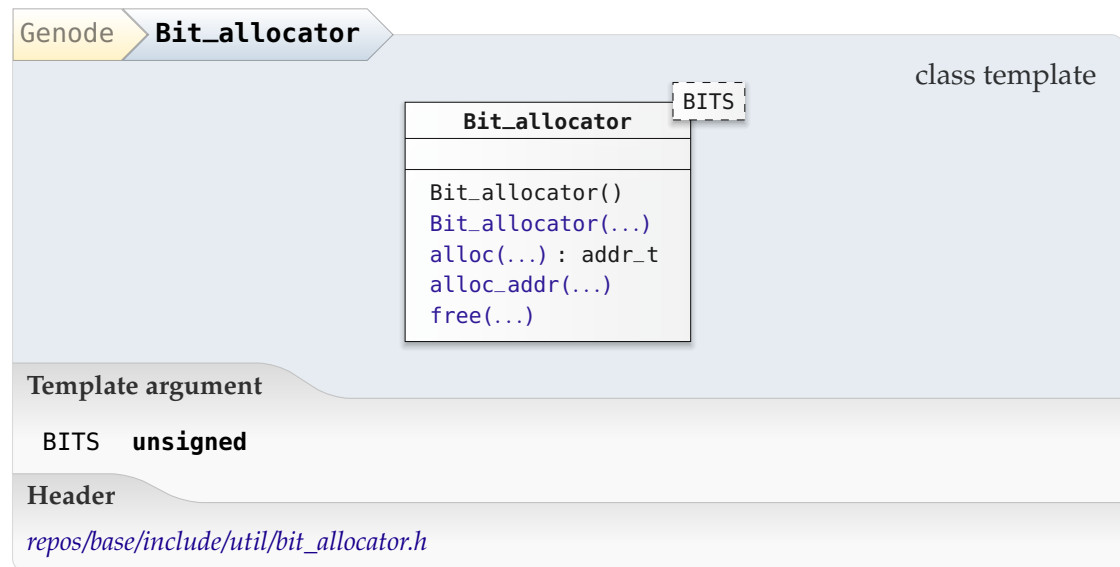 Genode Bit_allocator
class template
BITS
Bit_allocator
Bit_allocator()
Bit_allocator(...)
alloc(...) : addr_t
alloc_addr(...)
free(...)
Template argument
BITS unsigned
Header
repos/base/include/util/bit_allocator.h